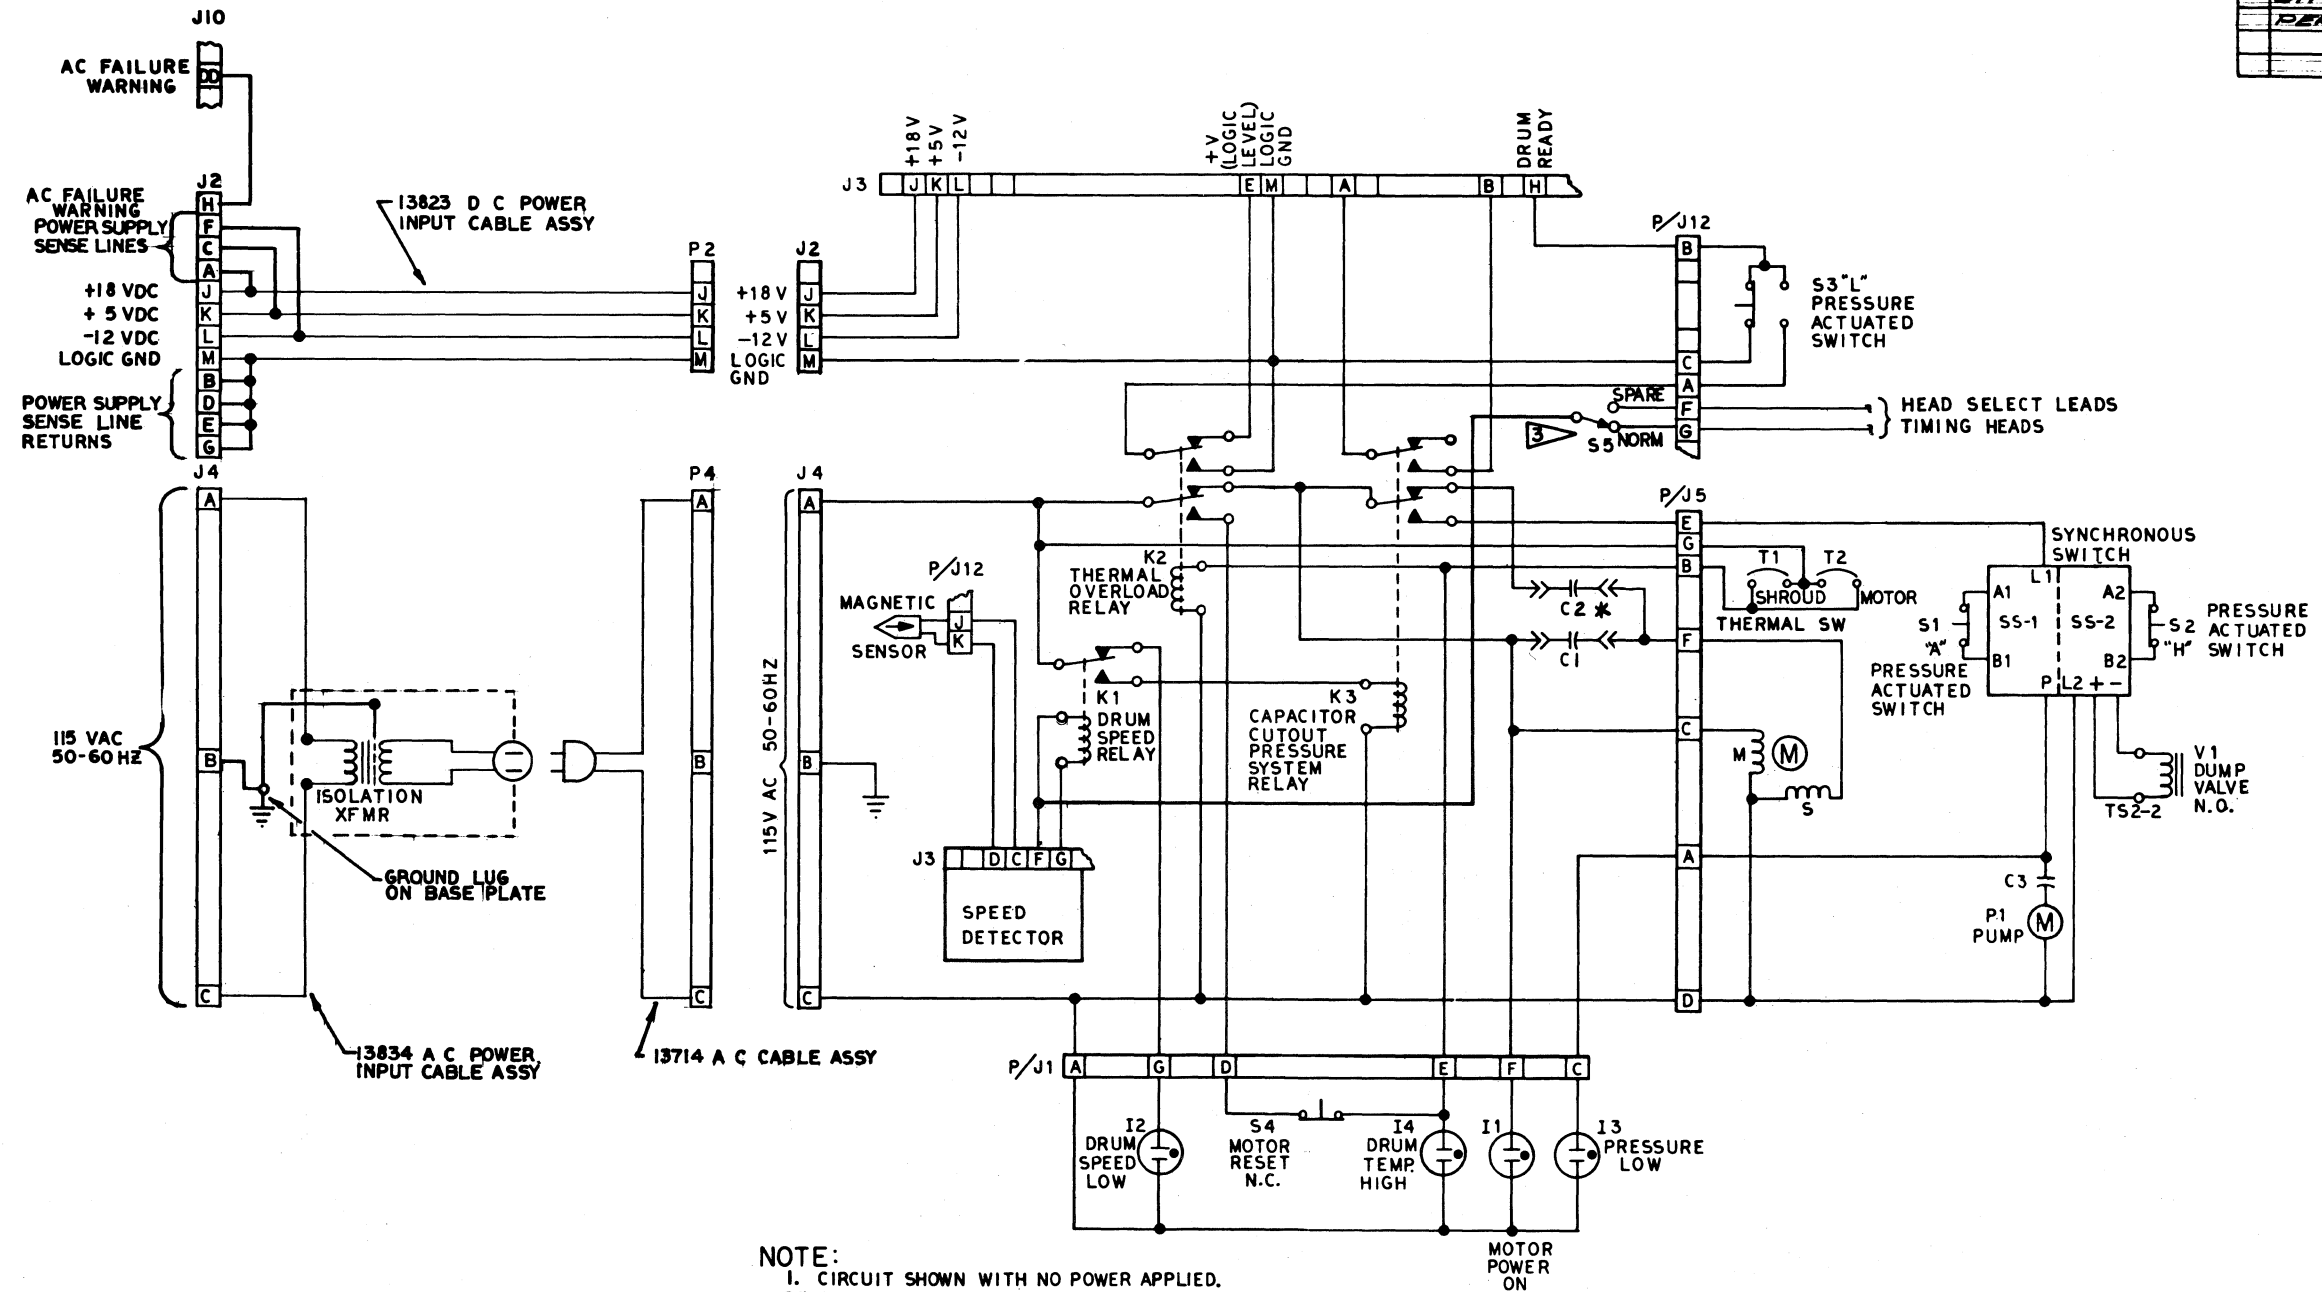 J10
AC FAILURE
WARNING
DD
J2
AC FAILURE
WARNING
POWER SUPPLY
SENSE LINES
H
F
C
A
J
K
L
M
B
D
E
G
+18 VDC
+ 5 VDC
-12 VDC
LOGIC GND
POWER SUPPLY
SENSE LINE
RETURNS
13823 D C POWER
INPUT CABLE ASSY
P2
J
K
L
M
J2
+18 V
+5 V
-12 V
LOGIC
GND
J
K
L
M
J3
+18 V
+5 V
-12 V
+V
(LOGIC
LEVEL)
LOGIC
GND
DRUM
READY
J
K
L
E
M
A
B
H
P/J12
B
C
A
F
G
S3 "L"
PRESSURE
ACTUATED
SWITCH
SPARE
3
S5
NORM
HEAD SELECT LEADS
TIMING HEADS
J4
A
B
C
115 VAC
50-60 HZ
ISOLATION
XFMR
GROUND LUG
ON BASE PLATE
13834 A C POWER
INPUT CABLE ASSY
P4
A
B
C
13714 A C CABLE ASSY
J4
A
B
C
115V AC 50-60HZ
P/J12
MAGNETIC
SENSOR
J
K
K2
THERMAL
OVERLOAD
RELAY
K1
DRUM
SPEED
RELAY
K3
CAPACITOR
CUTOUT
PRESSURE
SYSTEM
RELAY
J3
D
C
F
G
SPEED
DETECTOR
C2 *
C1
P/J5
E
G
B
F
C
A
D
T1
T2
SHROUD
MOTOR
THERMAL SW
M
M
S
SYNCHRONOUS
SWITCH
L1
A1
A2
SS-1
SS-2
B1
B2
P
L2
+
-
S1
"A"
PRESSURE
ACTUATED
SWITCH
S2
"H"
PRESSURE
ACTUATED
SWITCH
V1
DUMP
VALVE
N.O.
TS2-2
C3
P1
PUMP
M
P/J1
A
G
D
E
F
C
I2
DRUM
SPEED
LOW
S4
MOTOR
RESET
N.C.
I4
DRUM
TEMP.
HIGH
I1
I3
PRESSURE
LOW
MOTOR
POWER
ON
NOTE:
1. CIRCUIT SHOWN WITH NO POWER APPLIED.